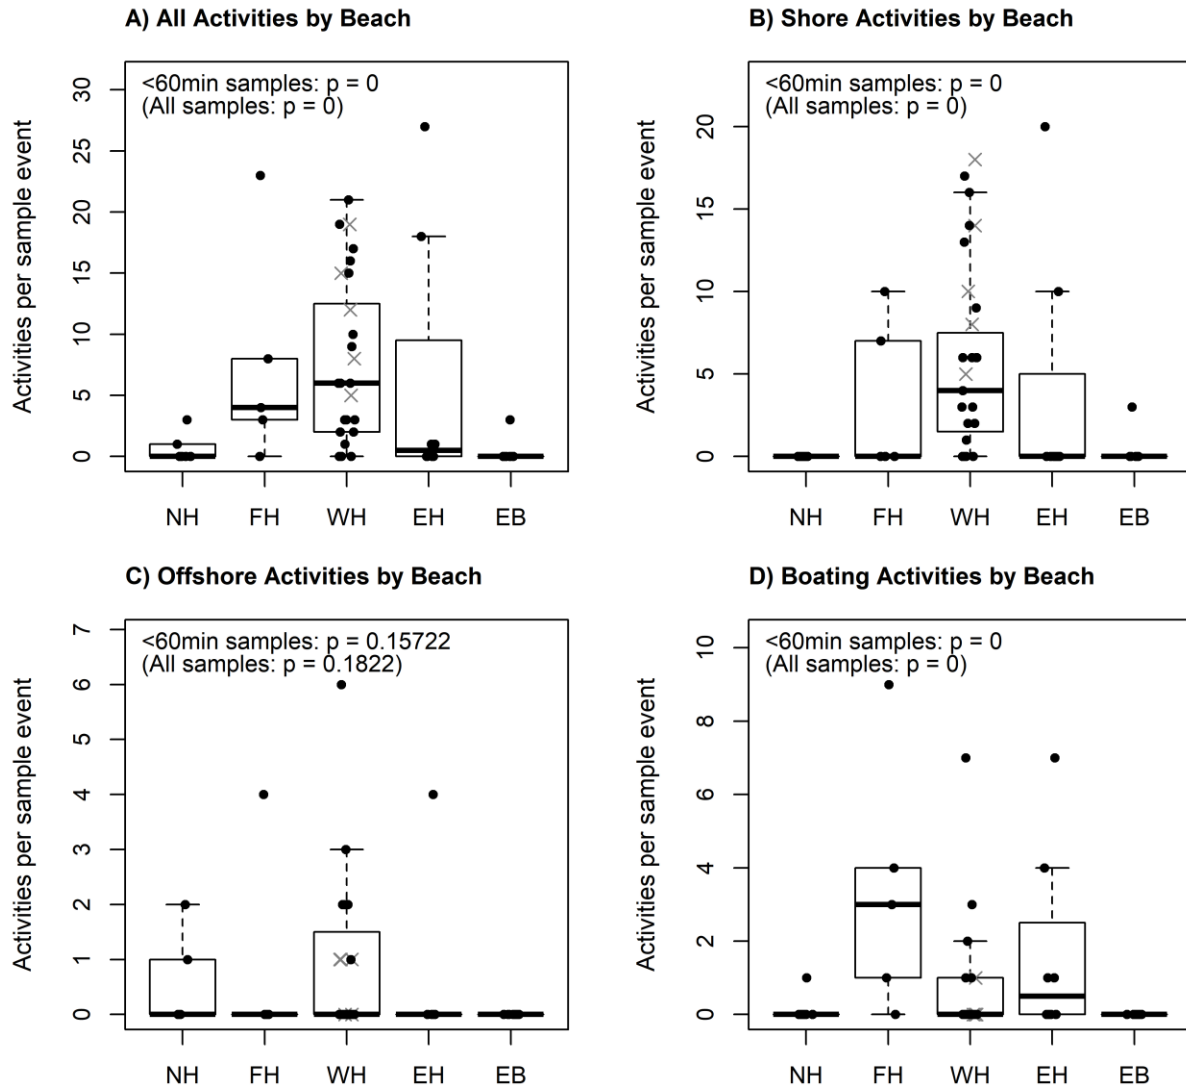 A) All Activities by Beach
Activities per sample event
30
25
20
15
10
5
0
<60min samples: p = 0
(All samples: p = 0)
NH FH WH EH EB
B) Shore Activities by Beach
Activities per sample event
20
15
10
5
0
<60min samples: p = 0
(All samples: p = 0)
NH FH WH EH EB
C) Offshore Activities by Beach
Activities per sample event
7
6
5
4
3
2
1
0
<60min samples: p = 0.15722
(All samples: p = 0.1822)
NH FH WH EH EB
D) Boating Activities by Beach
Activities per sample event
10
8
6
4
2
0
<60min samples: p = 0
(All samples: p = 0)
NH FH WH EH EB